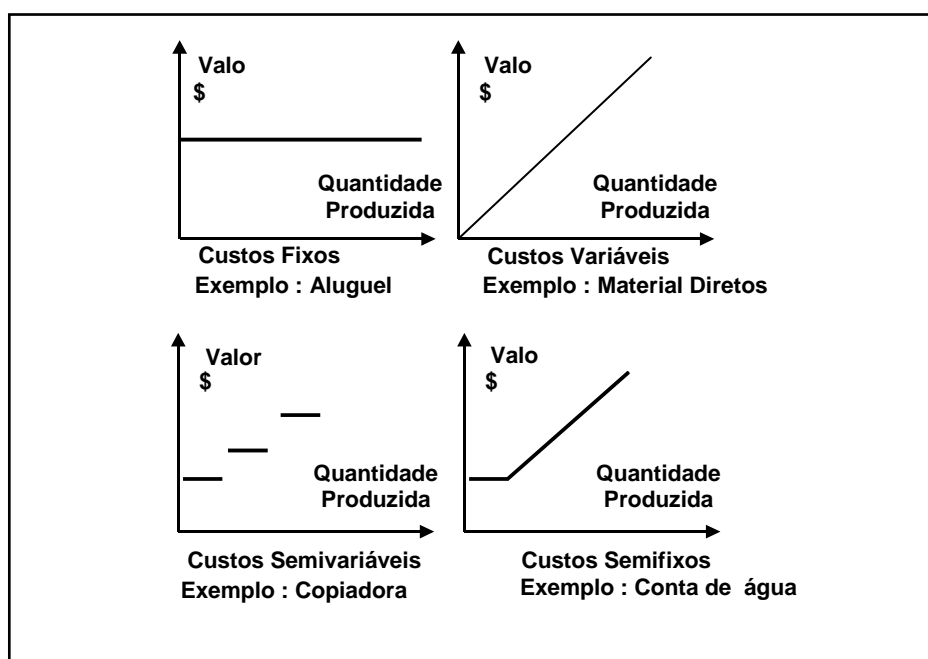 Valo
$
Quantidade
Produzida
Custos Fixos
Exemplo : Aluguel
Valo
$
Quantidade
Produzida
Custos Variáveis
Exemplo : Material Diretos
Valor
$
Quantidade
Produzida
Custos Semivariáveis
Exemplo : Copiadora
Valo
$
Quantidade
Produzida
Custos Semifixos
Exemplo : Conta de água